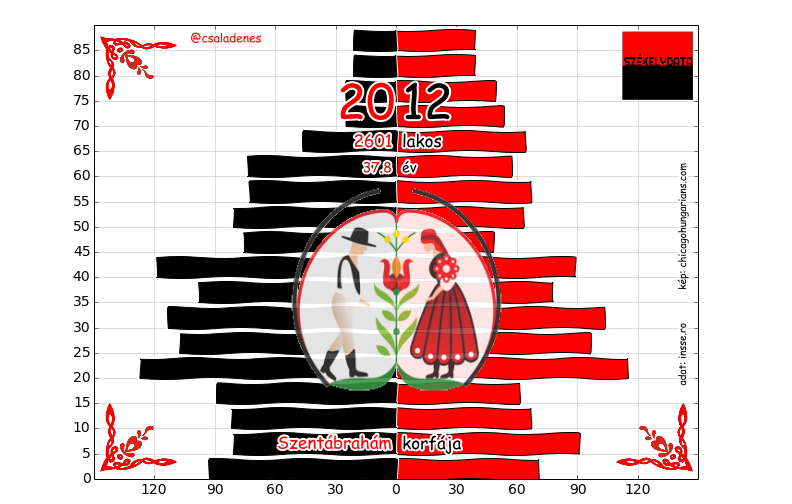 @csaladenes
SZÉKELYDATA
2012
2601 lakos
37.8 év
kép: chicagohungarians.com
adat: insse.ro
Szentábrahám korfája
85
80
75
70
65
60
55
50
45
40
35
30
25
20
15
10
5
0
120 90 60 30 0 30 60 90 120